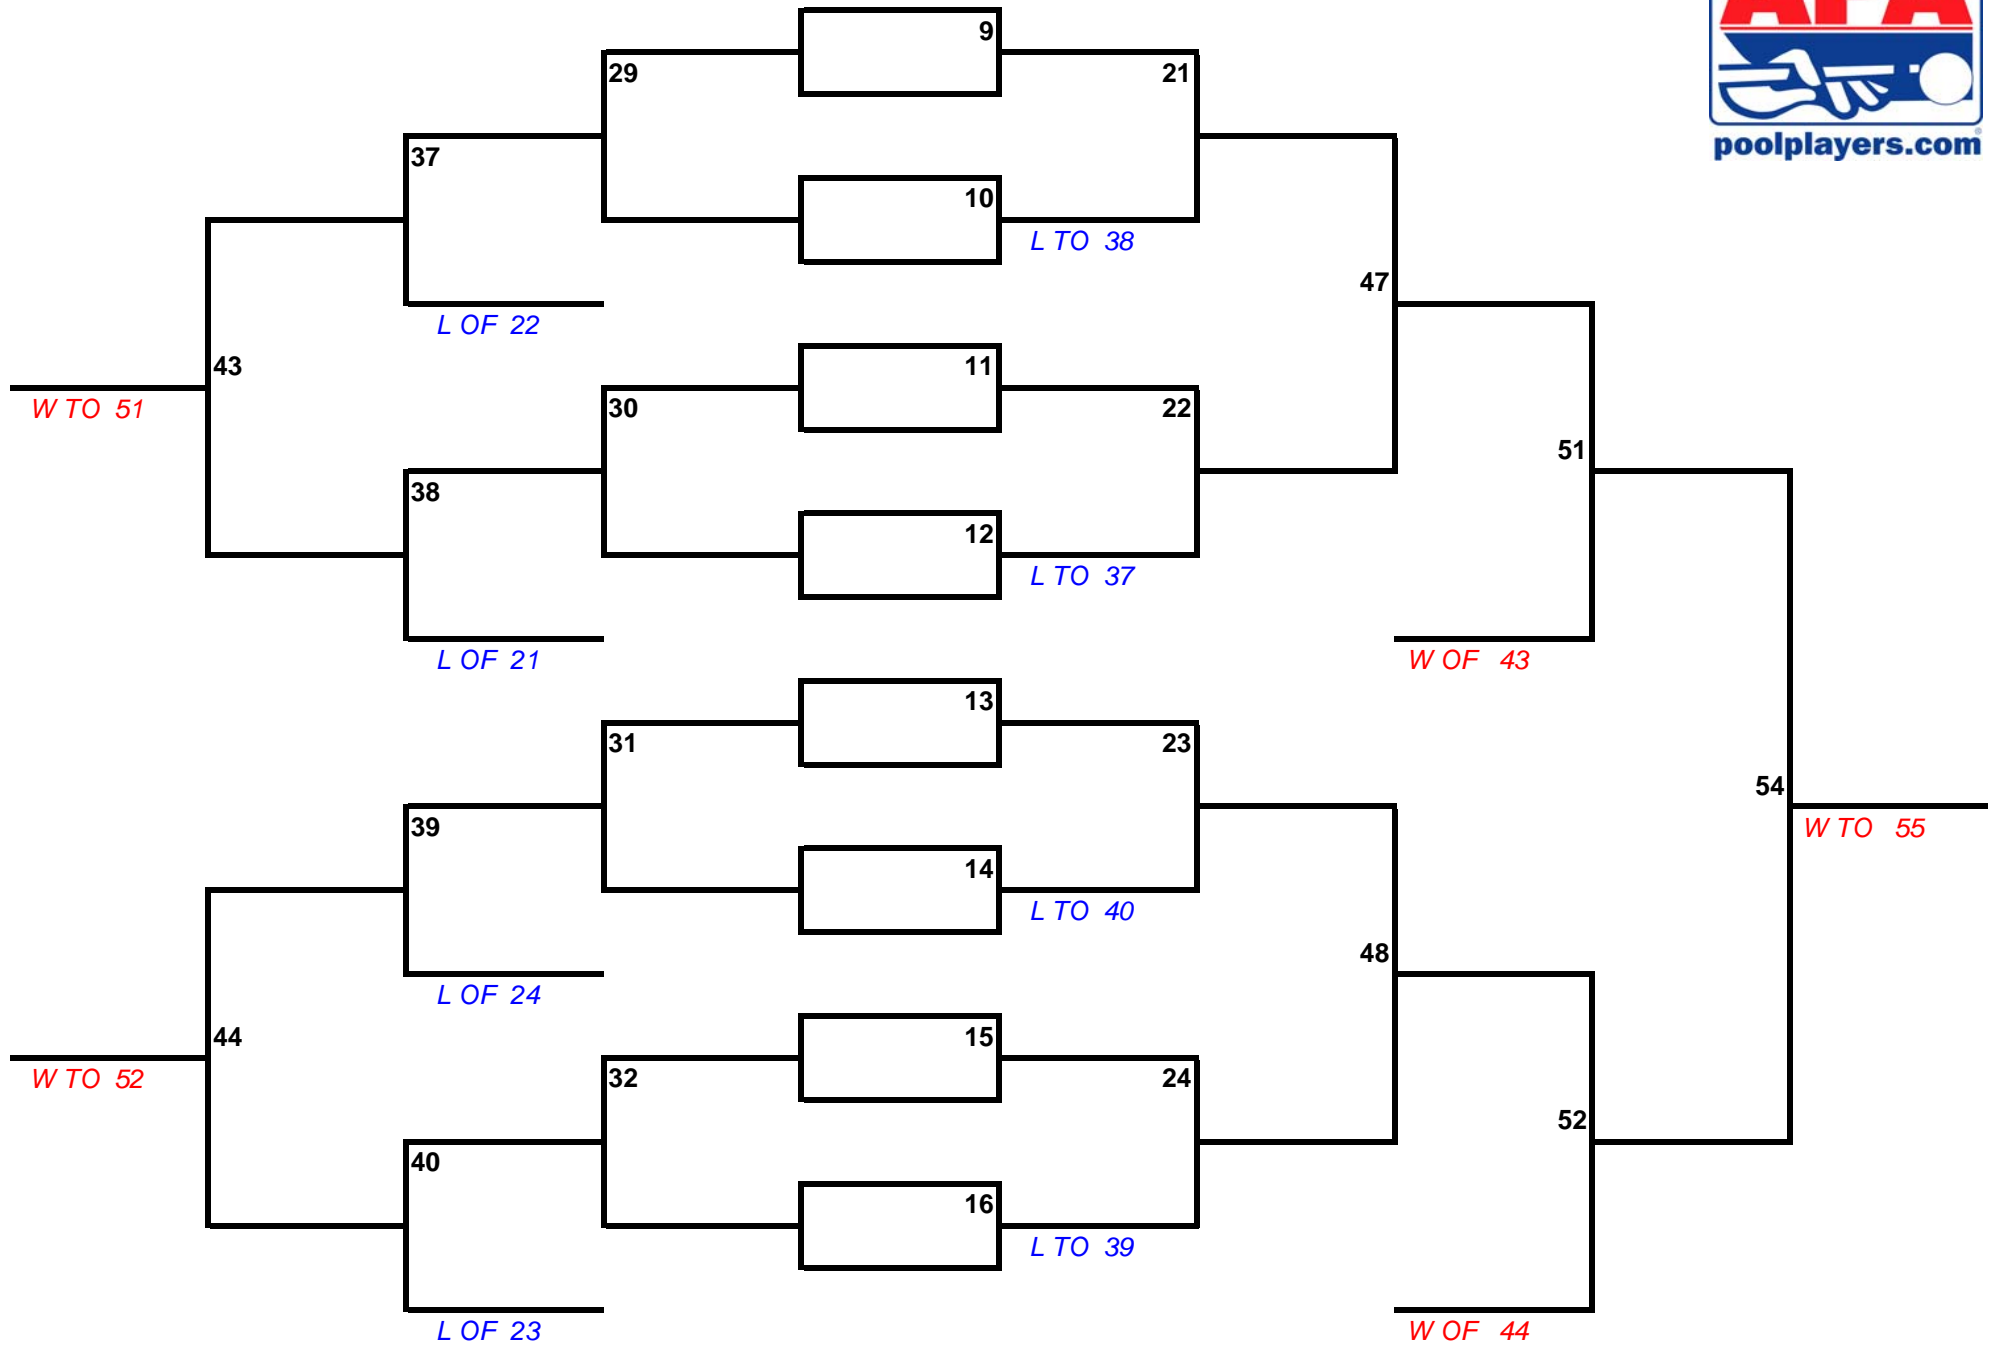 APA
poolplayers.com
9
29
21
37
10
L TO 38
47
L OF 22
11
43
W TO 51
30
22
51
38
12
L TO 37
L OF 21
W OF 43
13
31
23
54
39
W TO 55
14
L TO 40
48
L OF 24
15
44
W TO 52
32
24
52
40
16
L TO 39
L OF 23
W OF 44